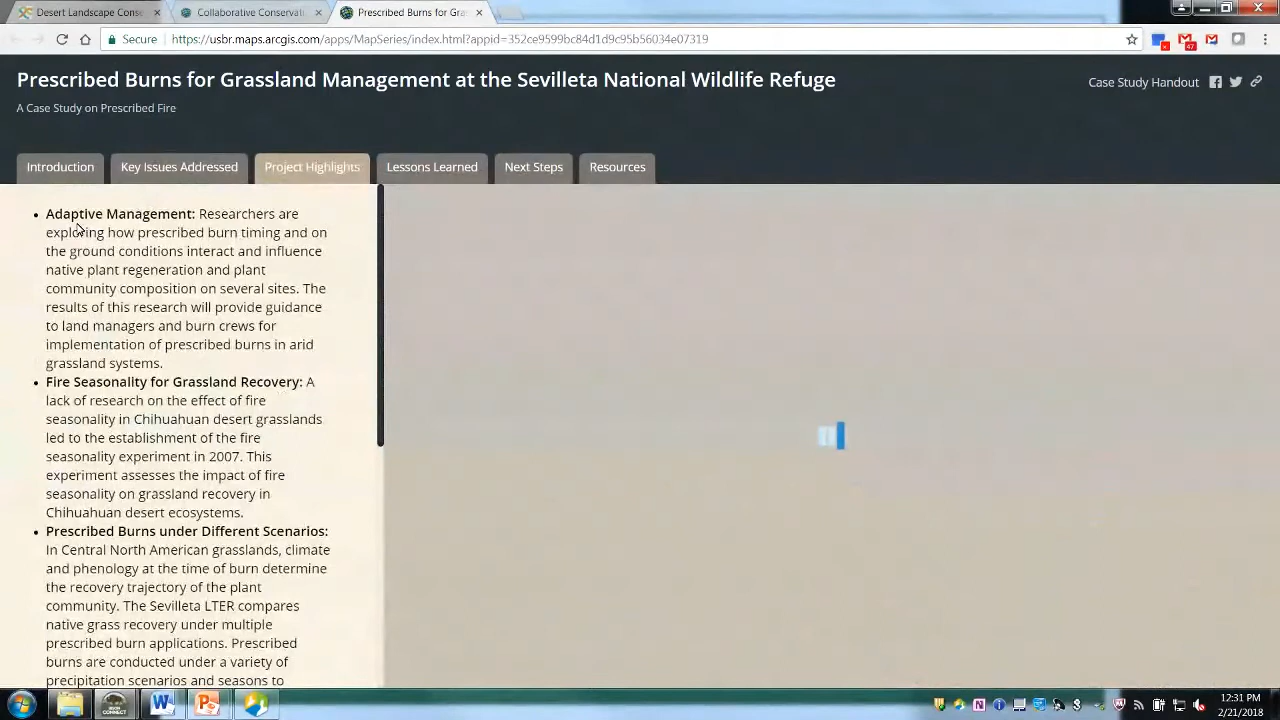 Desert Landscape Cons
Collaborative Conservati
Prescribed Burns for Gra
Secure
https://usbr.maps.arcgis.com/apps/MapSeries/index.html?appid=352ce9599bc84d1d9c95b56034e07319
47
Prescribed Burns for Grassland Management at the Sevilleta National Wildlife Refuge
Case Study Handout
A Case Study on Prescribed Fire
Introduction
Key Issues Addressed
Project Highlights
Lessons Learned
Next Steps
Resources
• Adaptive Management: Researchers are
exploring how prescribed burn timing and on
the ground conditions interact and influence
native plant regeneration and plant
community composition on several sites. The
results of this research will provide guidance
to land managers and burn crews for
implementation of prescribed burns in arid
grassland systems.
• Fire Seasonality for Grassland Recovery: A
lack of research on the effect of fire
seasonality in Chihuahuan desert grasslands
led to the establishment of the fire
seasonality experiment in 2007. This
experiment assesses the impact of fire
seasonality on grassland recovery in
Chihuahuan desert ecosystems.
• Prescribed Burns under Different Scenarios:
In Central North American grasslands, climate
and phenology at the time of burn determine
the recovery trajectory of the plant
community. The Sevilleta LTER compares
native grass recovery under multiple
prescribed burn applications. Prescribed
burns are conducted under a variety of
precipitation scenarios and seasons to
12:31 PM
2/21/2018